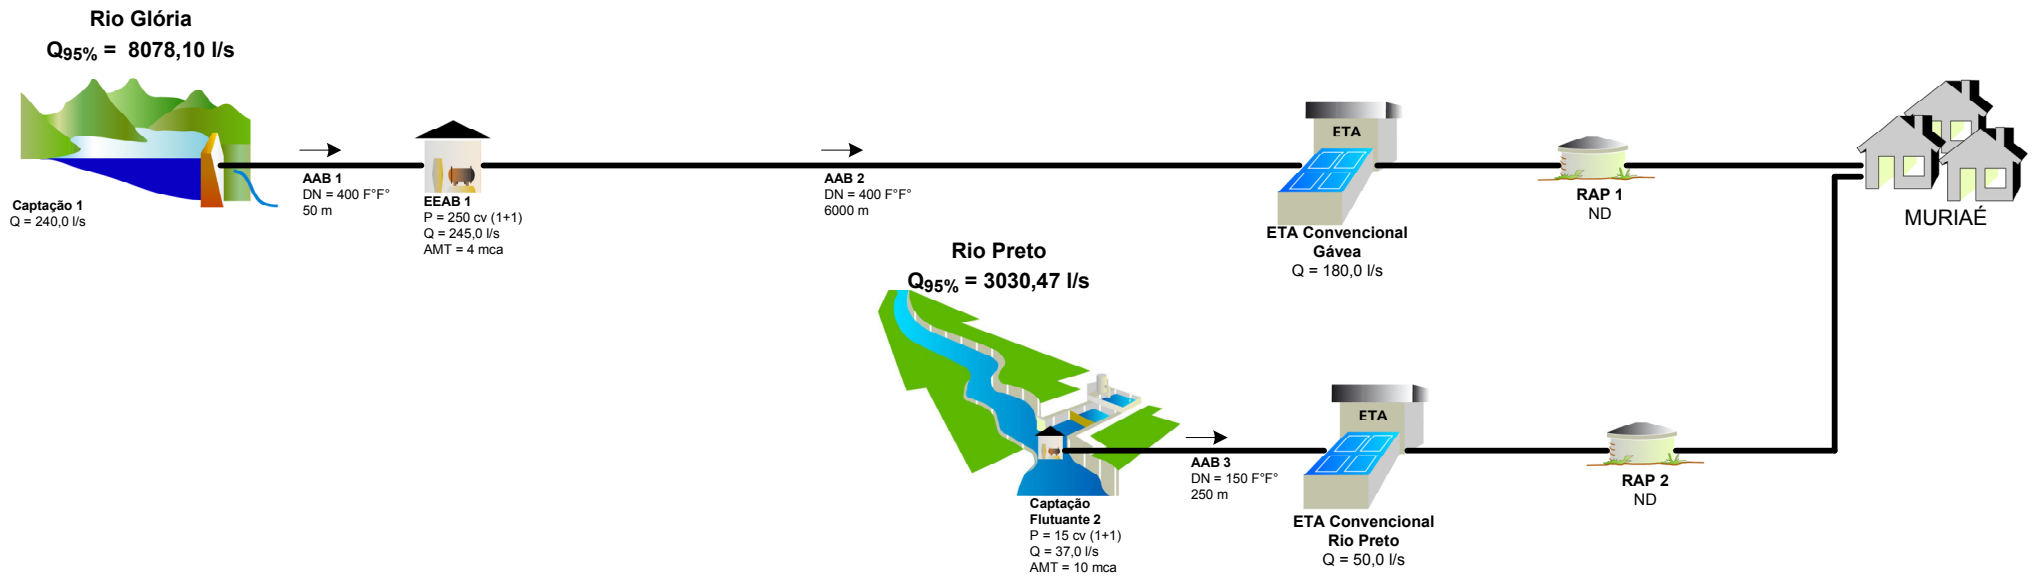 Rio Glória
Q95% = 8078,10 l/s
Captação 1
Q = 240,0 l/s
AAB 1
DN = 400 F°F°
50 m
EEAB 1
P = 250 cv (1+1)
Q = 245,0 l/s
AMT = 4 mca
AAB 2
DN = 400 F°F°
6000 m
ETA
ETA Convencional
Gávea
Q = 180,0 l/s
RAP 1
ND
MURIAÉ
Rio Preto
Q95% = 3030,47 l/s
Captação
Flutuante 2
P = 15 cv (1+1)
Q = 37,0 l/s
AMT = 10 mca
AAB 3
DN = 150 F°F°
250 m
ETA
ETA Convencional
Rio Preto
Q = 50,0 l/s
RAP 2
ND